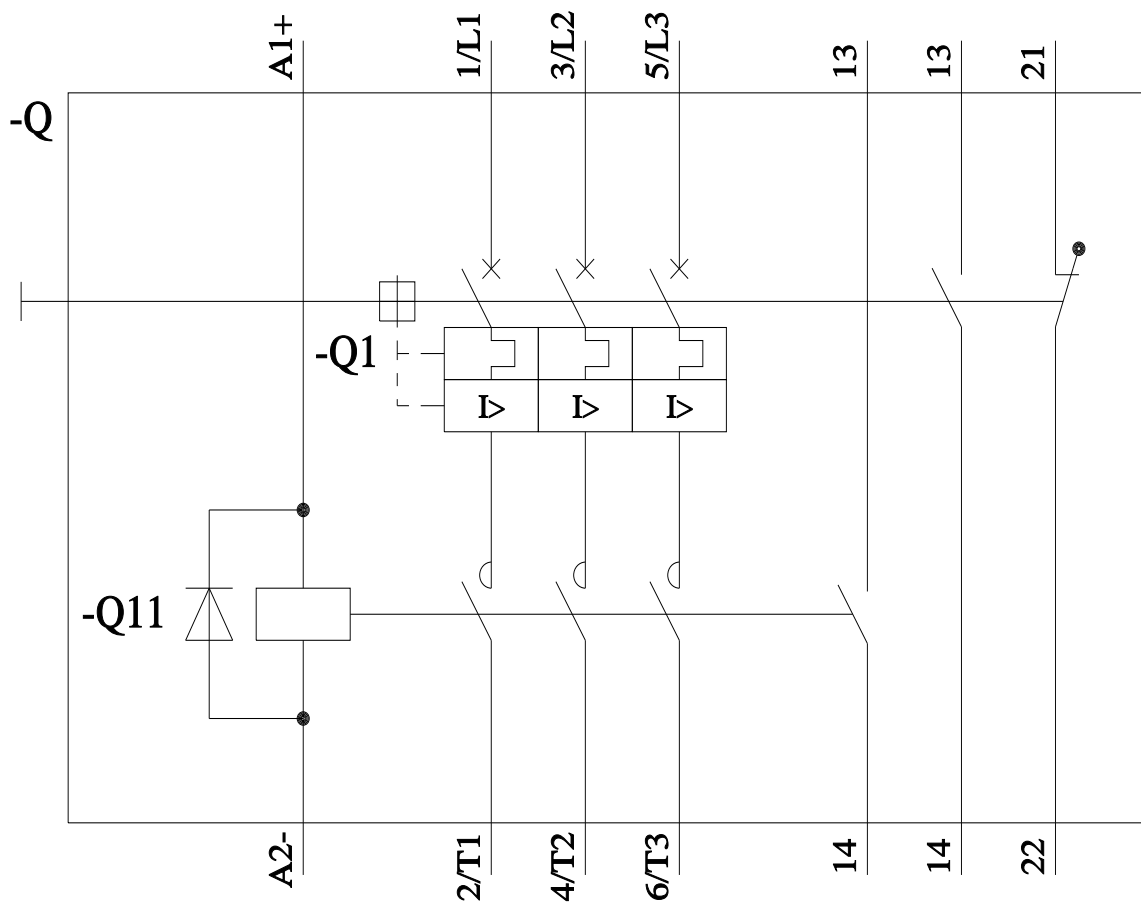 A1+
1/L1
3/L2
5/L3
13
13
21
-Q
-Q1
I>
I>
I>
-Q11
A2-
2/T1
4/T2
6/T3
14
14
22